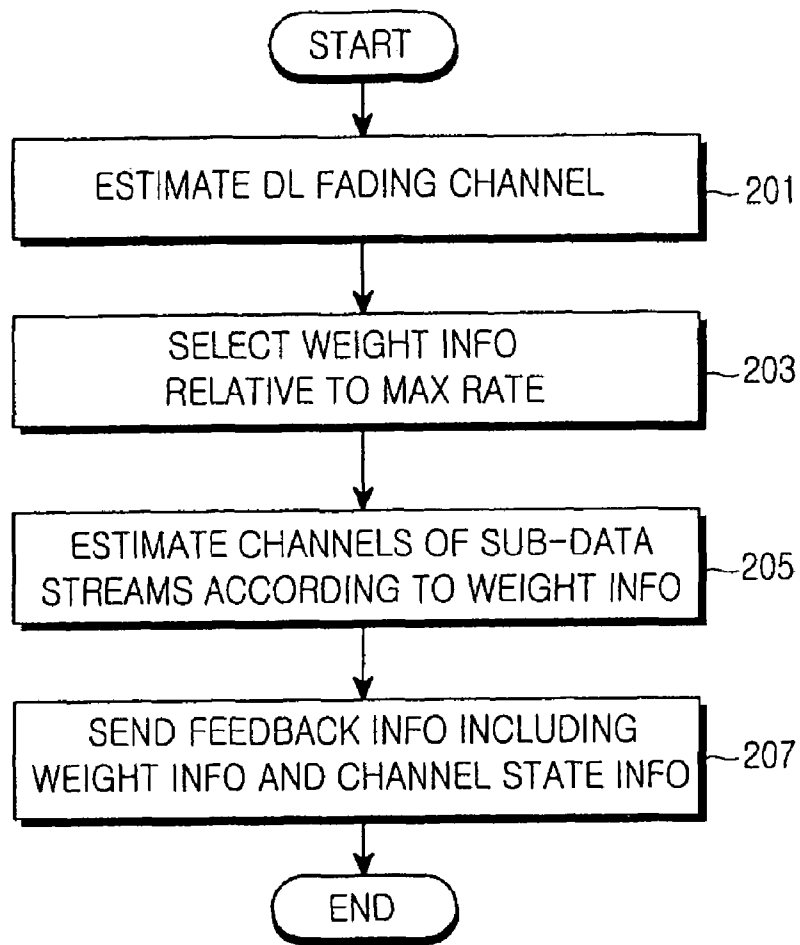 START
ESTIMATE DL FADING CHANNEL
201
SELECT WEIGHT INFO
RELATIVE TO MAX RATE
203
ESTIMATE CHANNELS OF SUB-DATA
STREAMS ACCORDING TO WEIGHT INFO
205
SEND FEEDBACK INFO INCLUDING
WEIGHT INFO AND CHANNEL STATE INFO
207
END